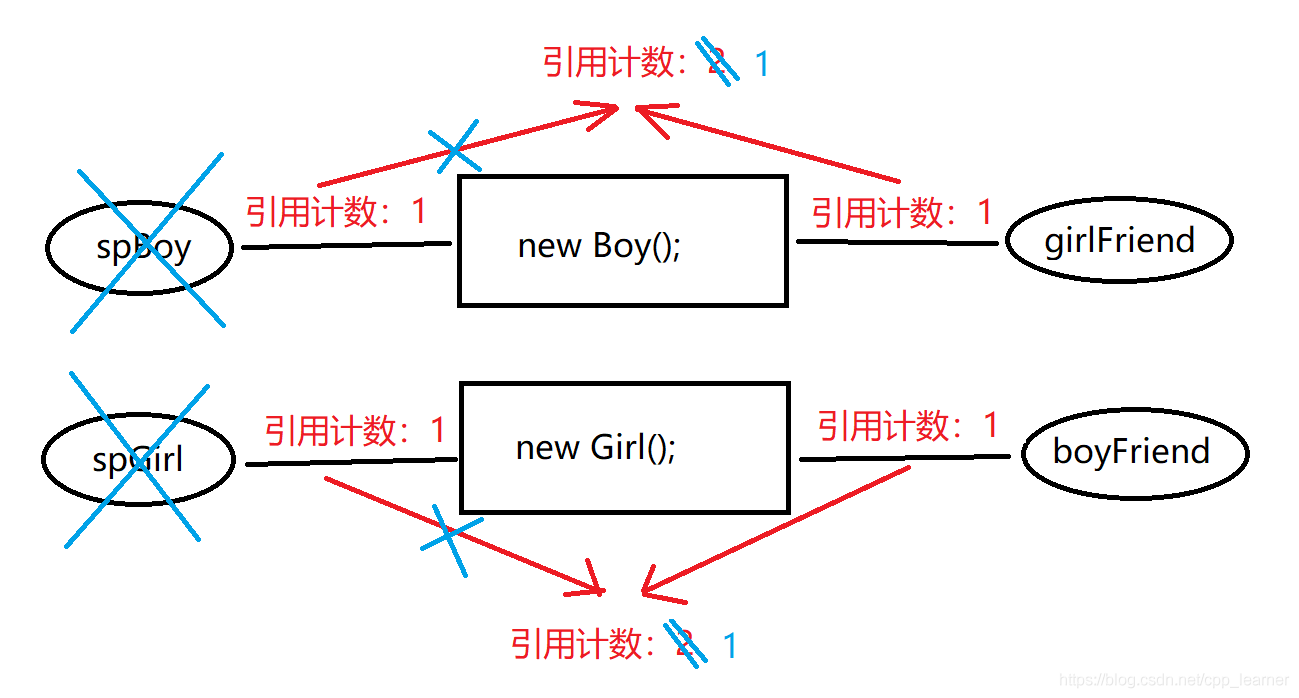 引用计数：2 1
引用计数：1
引用计数：1
spBoy
new Boy();
girlFriend
引用计数：1
引用计数：1
spGirl
new Girl();
boyFriend
引用计数：2 1
https://blog.csdn.net/cpp_learner